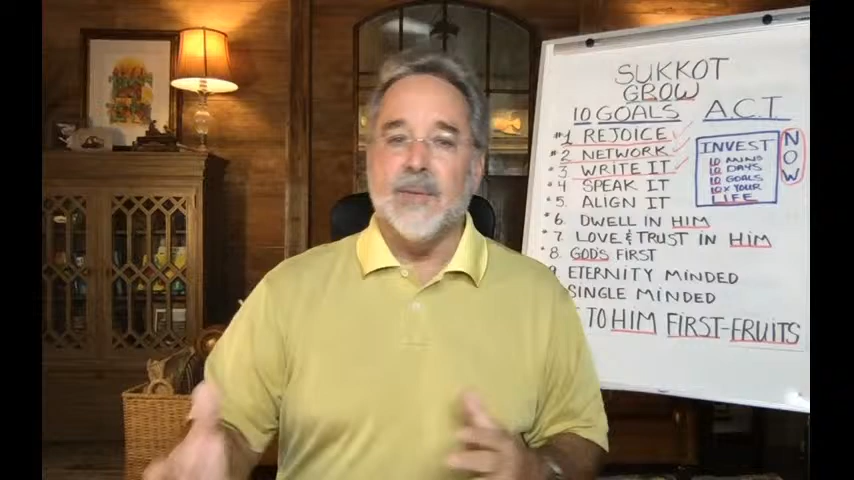 SUKKOT
GROW
10 GOALS A.C.T
#1 REJOICE
#2 NETWORK
#3 WRITE IT
#4 SPEAK IT
#5. ALIGN IT
#6. DWELL IN HIM
#7. LOVE & TRUST IN HIM
#8. GOD'S FIRST
9. ETERNITY MINDED
SINGLE MINDED
TO HIM FIRST-FRUITS
INVEST
10 MINS
10 DAYS
10 GOALS
10X YOUR
LIFE
NOW